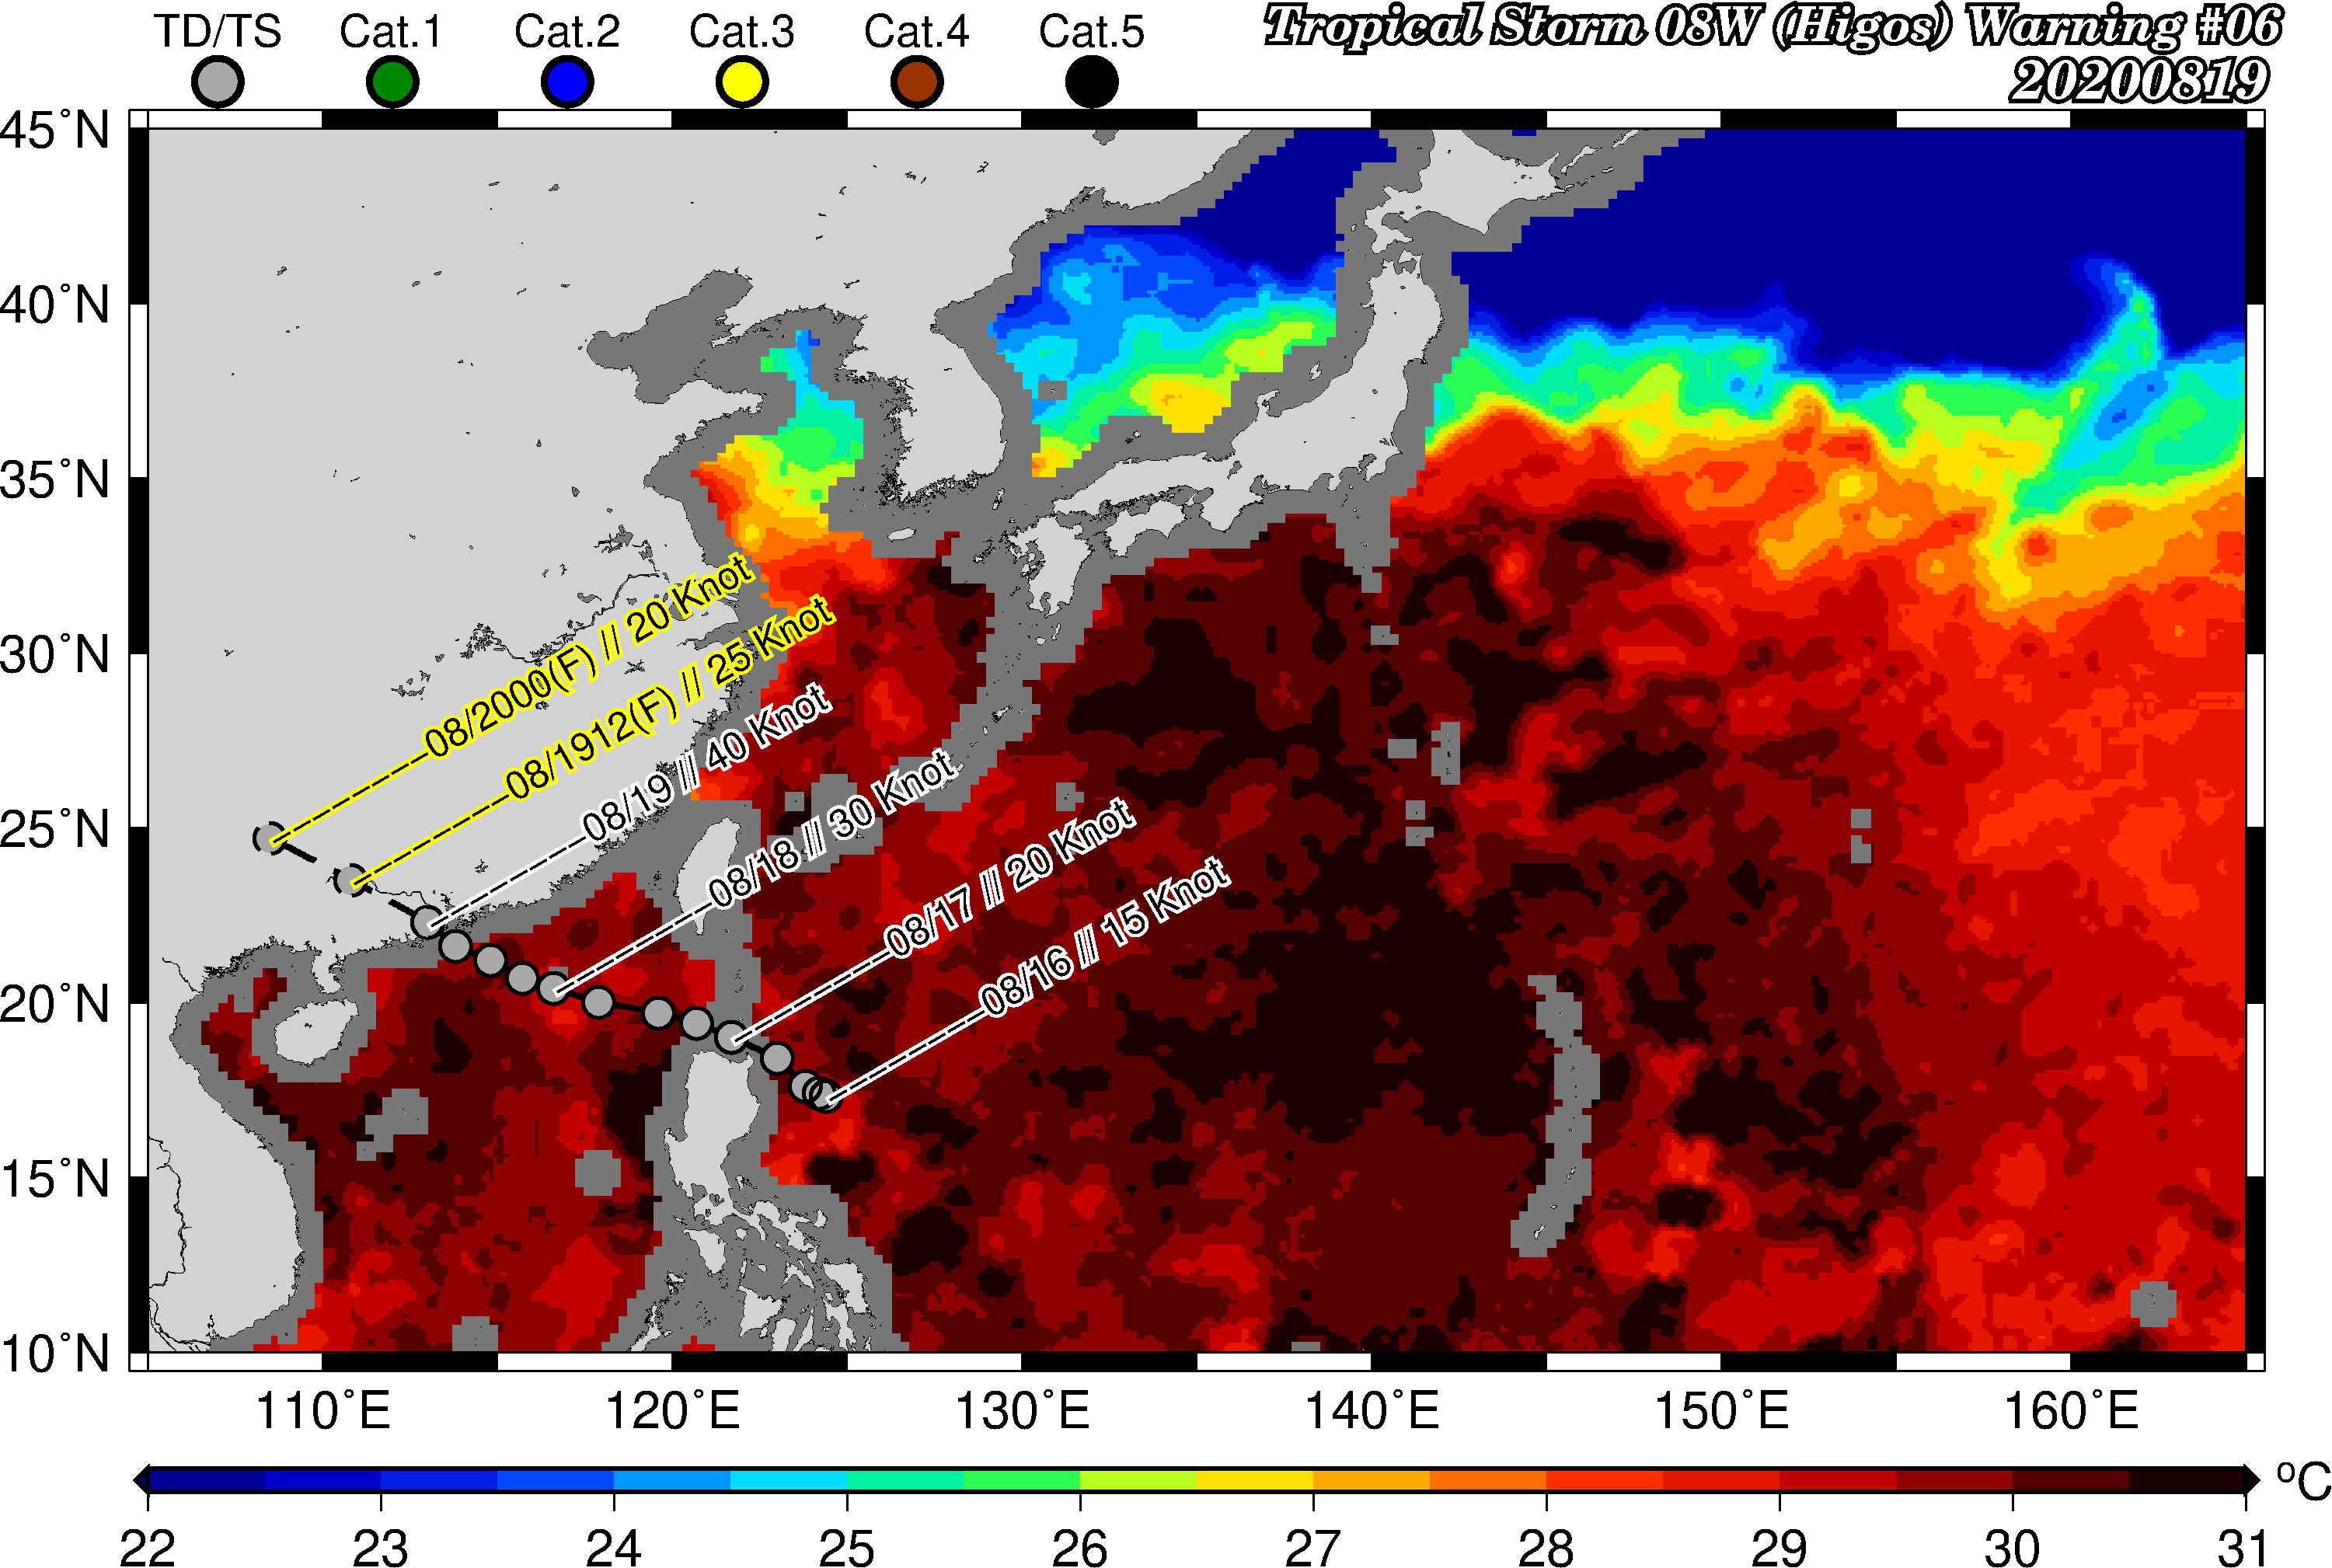 TD/TS Cat.1 Cat.2 Cat.3 Cat.4 Cat.5
Tropical Storm 08W (Higos) Warning #06
20200819
45°N
40°N
35°N
30°N
25°N
20°N
15°N
10°N
08/2000(F) // 20 Knot
08/1912(F) // 25 Knot
08/19 // 40 Knot
08/18 // 30 Knot
08/17 // 20 Knot
08/16 // 15 Knot
110°E 120°E 130°E 140°E 150°E 160°E
°C
22 23 24 25 26 27 28 29 30 31